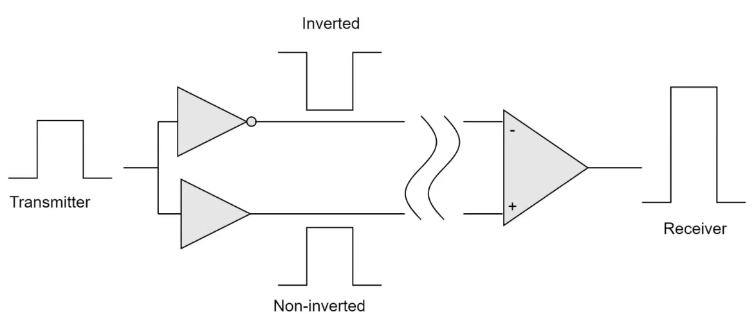 Inverted
Transmitter
-
+
Receiver
Non-inverted